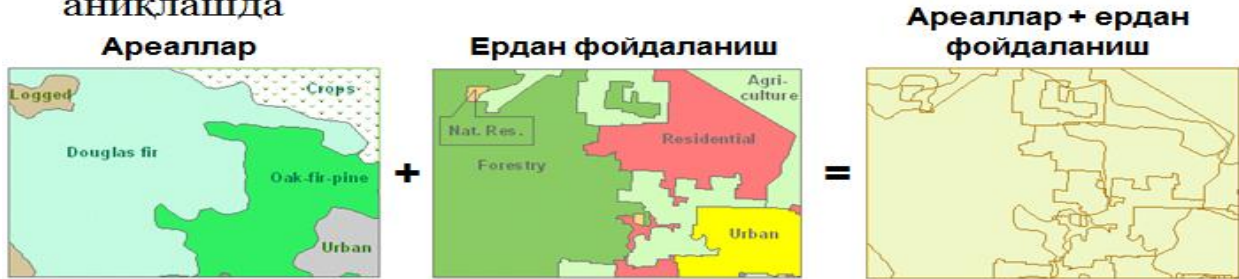 аниқлашда
Ареаллар
Ердан фойдаланиш
Ареаллар + ердан
фойдаланиш
Logged
Crops
Douglas fir
Oak-fir-pine
Urban
+
Agri-
culture
Nat. Res.
Residential
Forestry
Urban
=